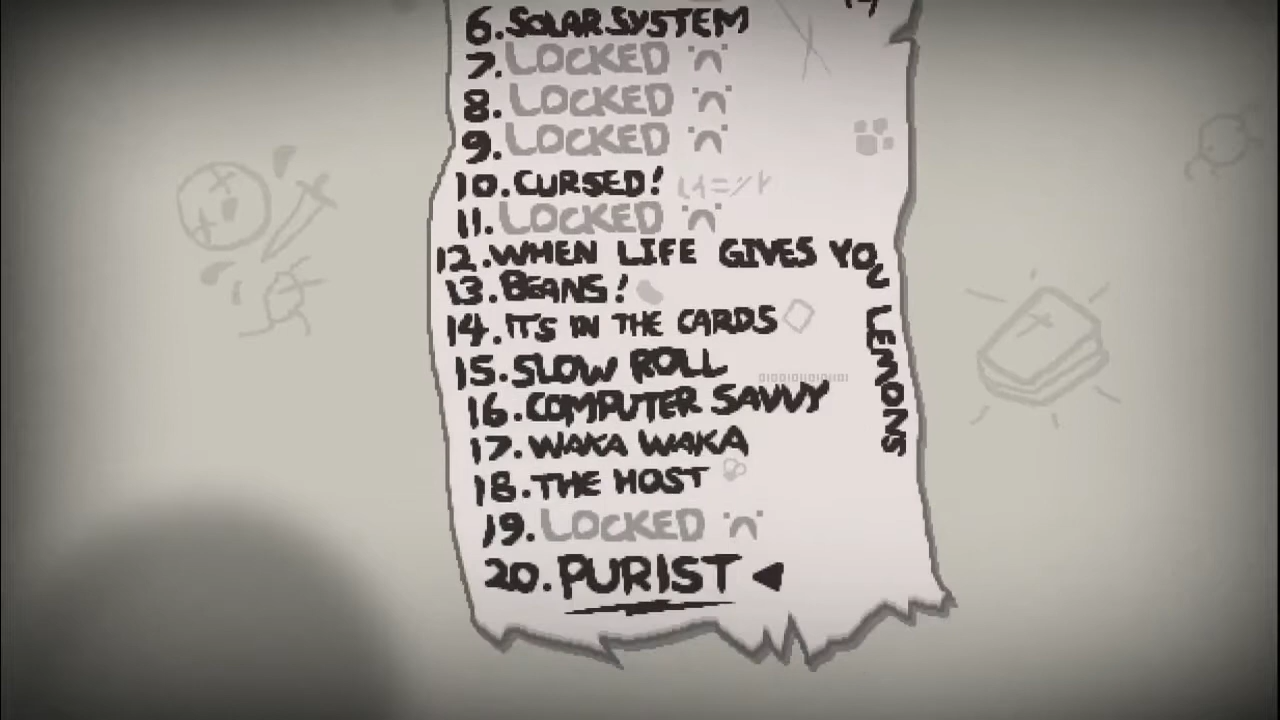 6. SOLAR SYSTEM
7. LOCKED
8. LOCKED
9. LOCKED
10. CURSED!
11. LOCKED
12. WHEN LIFE GIVES YOU LEMONS
13. BEANS!
14. IT'S IN THE CARDS
15. SLOW ROLL
16. COMPUTER SAVVY
17. WAKA WAKA
18. THE HOST
19. LOCKED
20. PURIST